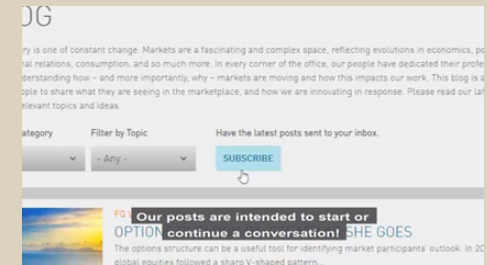 OG
ry is one of constant change. Markets are a fascinating and complex space, reflecting evolutions in economics, po
nal relations, consumption, and so much more. In every corner of the office, our people have dedicated their profe
derstanding how – and more importantly, why – markets are moving and how this impacts our work. This blog is a
ople to share what they are seeing in the marketplace, and how we are innovating in response. Please read our lat
elevant topics and ideas.
ategory Filter by Topic Have the latest posts sent to your inbox.
- Any - SUBSCRIBE
FQ
Our posts are intended to start or
continue a conversation!
OPTION SHE GOES
The options structure can be a useful tool for identifying market participants' outlook. In 20
global equities followed a sharp V-shaped pattern...